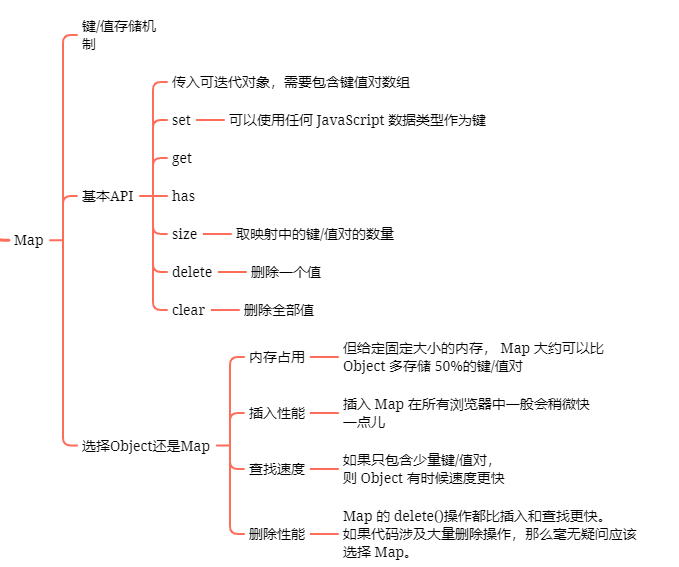 键/值存储机
制
传入可迭代对象，需要包含键值对数组
set
可以使用任何 JavaScript 数据类型作为键
get
基本API
has
size
取映射中的键/值对的数量
Map
delete
删除一个值
clear
删除全部值
内存占用
但给定固定大小的内存， Map 大约可以比
Object 多存储 50%的键/值对
插入性能
插入 Map 在所有浏览器中一般会稍微快
一点儿
选择Object还是Map
查找速度
如果只包含少量键/值对，
则 Object 有时候速度更快
删除性能
Map 的 delete()操作都比插入和查找更快。
如果代码涉及大量删除操作，那么毫无疑问应该
选择 Map。